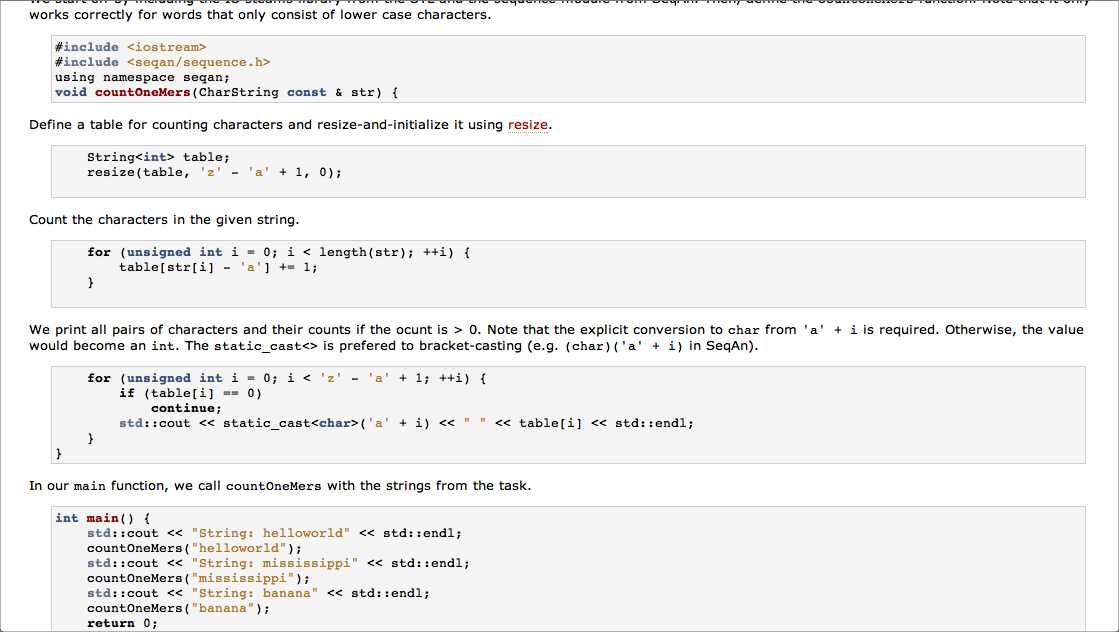 works correctly for words that only consist of lower case characters.
#include <iostream>
#include <seqan/sequence.h>
using namespace seqan;
void countOneMers(CharString const & str) {
Define a table for counting characters and resize-and-initialize it using resize.
String<int> table;
resize(table, 'z' - 'a' + 1, 0);
Count the characters in the given string.
for (unsigned int i = 0; i < length(str); ++i) {
table[str[i] - 'a'] += 1;
}
We print all pairs of characters and their counts if the ocunt is > 0. Note that the explicit conversion to char from 'a' + i is required. Otherwise, the value
would become an int. The static_cast<> is prefered to bracket-casting (e.g. (char)('a' + i) in SeqAn).
for (unsigned int i = 0; i < 'z' - 'a' + 1; ++i) {
if (table[i] == 0)
continue;
std::cout << static_cast<char>('a' + i) << " " << table[i] << std::endl;
}
}
In our main function, we call countOneMers with the strings from the task.
int main() {
std::cout << "String: helloworld" << std::endl;
countOneMers("helloworld");
std::cout << "String: mississippi" << std::endl;
countOneMers("mississippi");
std::cout << "String: banana" << std::endl;
countOneMers("banana");
return 0;